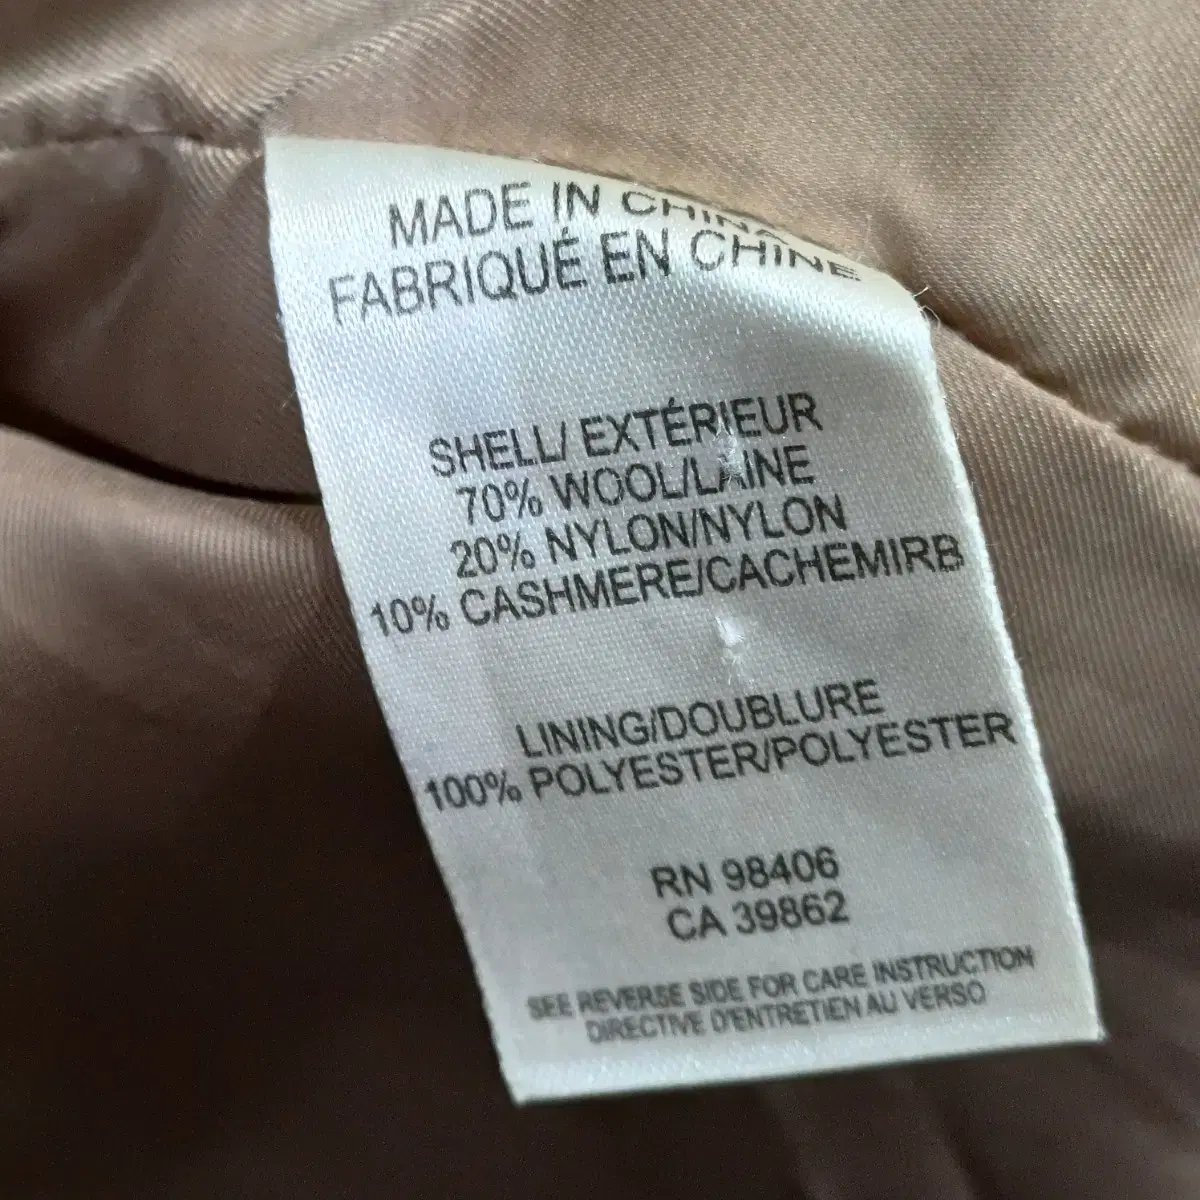 MADE IN CHINA
FABRIQUÉ EN CHINE
SHELL/ EXTÉRIEUR
70% WOOL/LAINE
20% NYLON/NYLON
10% CASHMERE/CACHEMIRB
LINING/DOUBLURE
100% POLYESTER/POLYESTER
RN 98406
CA 39862
SEE REVERSE SIDE FOR CARE INSTRUCTION
DIRECTIVE D'ENTRETIEN AU VERSO